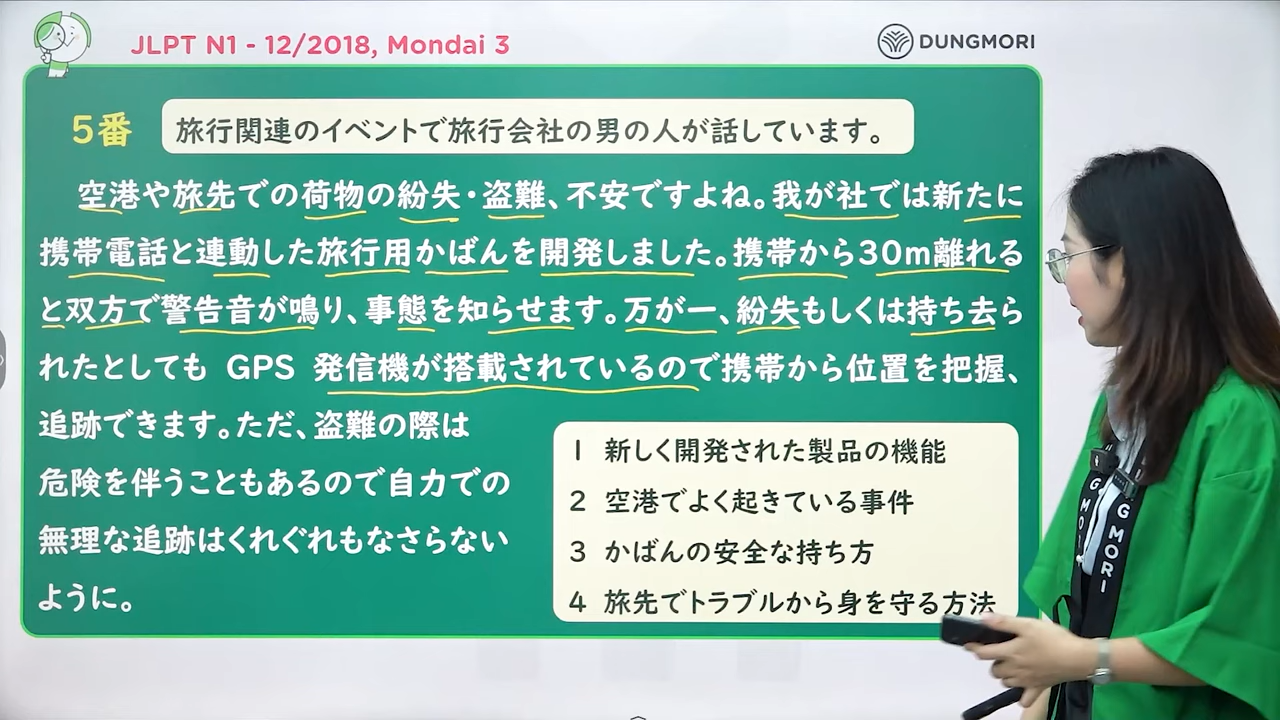 JLPT N1 - 12/2018, Mondai 3
DUNGMORI
5番
旅行関連のイベントで旅行会社の男の人が話しています。
空港や旅先での荷物の紛失・盗難、不安ですよね。我が社では新たに
携帯電話と連動した旅行用かばんを開発しました。携帯から30m離れる
と双方で警告音が鳴り、事態を知らせます。万が一、紛失もしくは持ち去ら
れたとしても GPS 発信機が搭載されているので携帯から位置を把握、
追跡できます。ただ、盗難の際は
危険を伴うこともあるので自力での
無理な追跡はくれぐれもなさらない
ように。
1 新しく開発された製品の機能
2 空港でよく起きている事件
3 かばんの安全な持ち方
4 旅先でトラブルから身を守る方法
G MORI